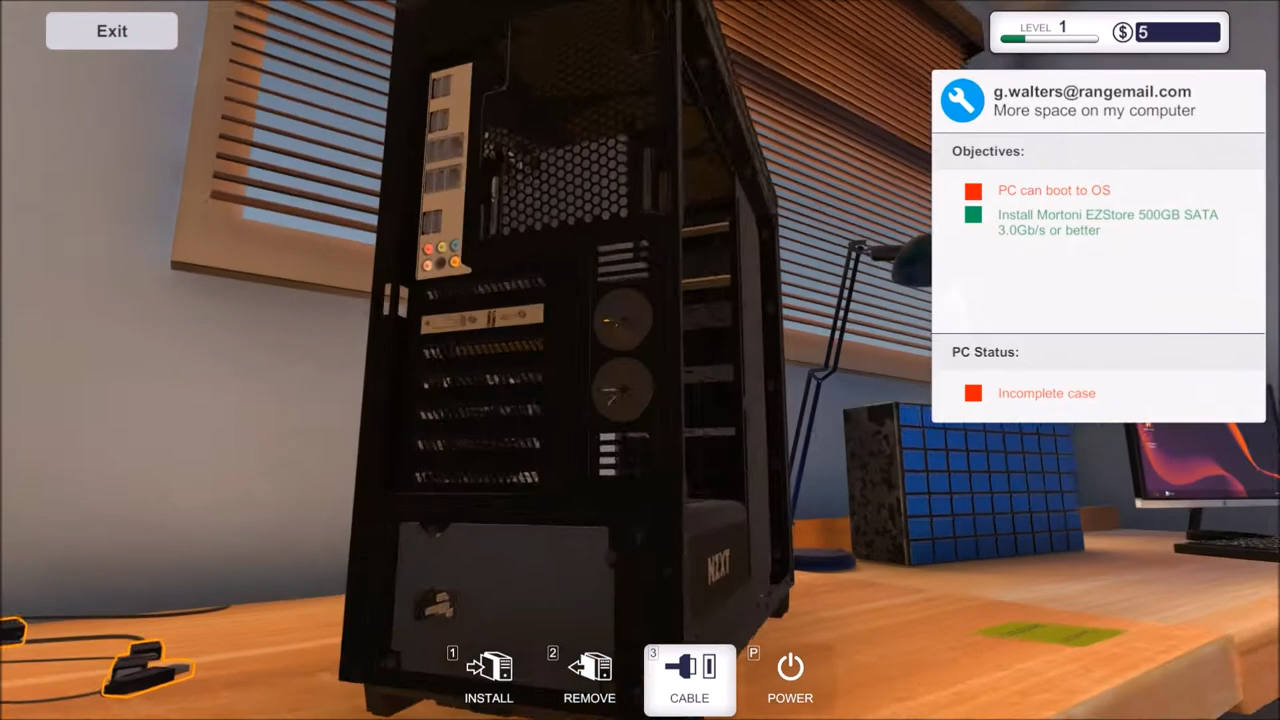 Exit
LEVEL 1
$ 5
g.walters@rangemail.com
More space on my computer
Objectives:
PC can boot to OS
Install Mortoni EZStore 500GB SATA
3.0Gb/s or better
PC Status:
Incomplete case
NZXT
1 INSTALL
2 REMOVE
3 CABLE
P POWER